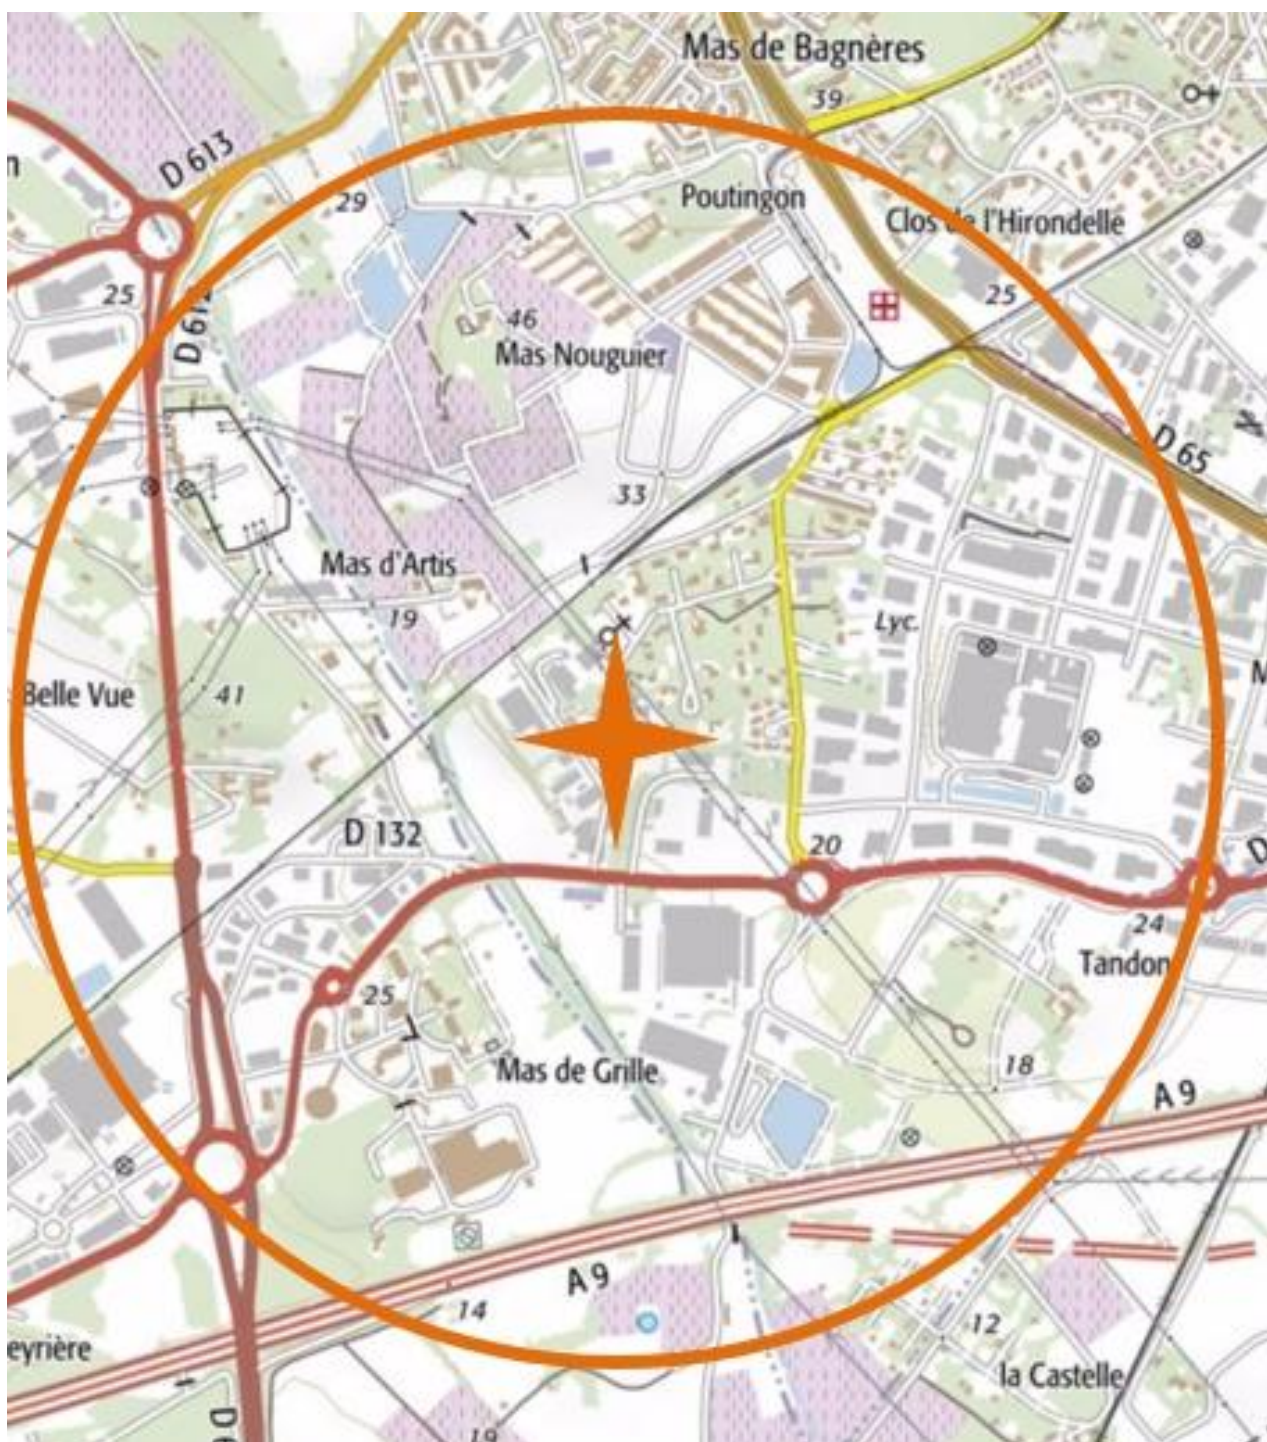 Mas de Bagnères
39
D 613
n
29
Poutingon
Clos de l'Hirondelle
25
25
D 612
46
Mas Nouguier
D 65
33
Mas d'Artis
19
Lyc.
Belle Vue
41
M
D 132
20
D
24
Tandon
25
Mas de Grille
18
A 9
A 9
14
12
eyrière
la Castelle
D 6
19